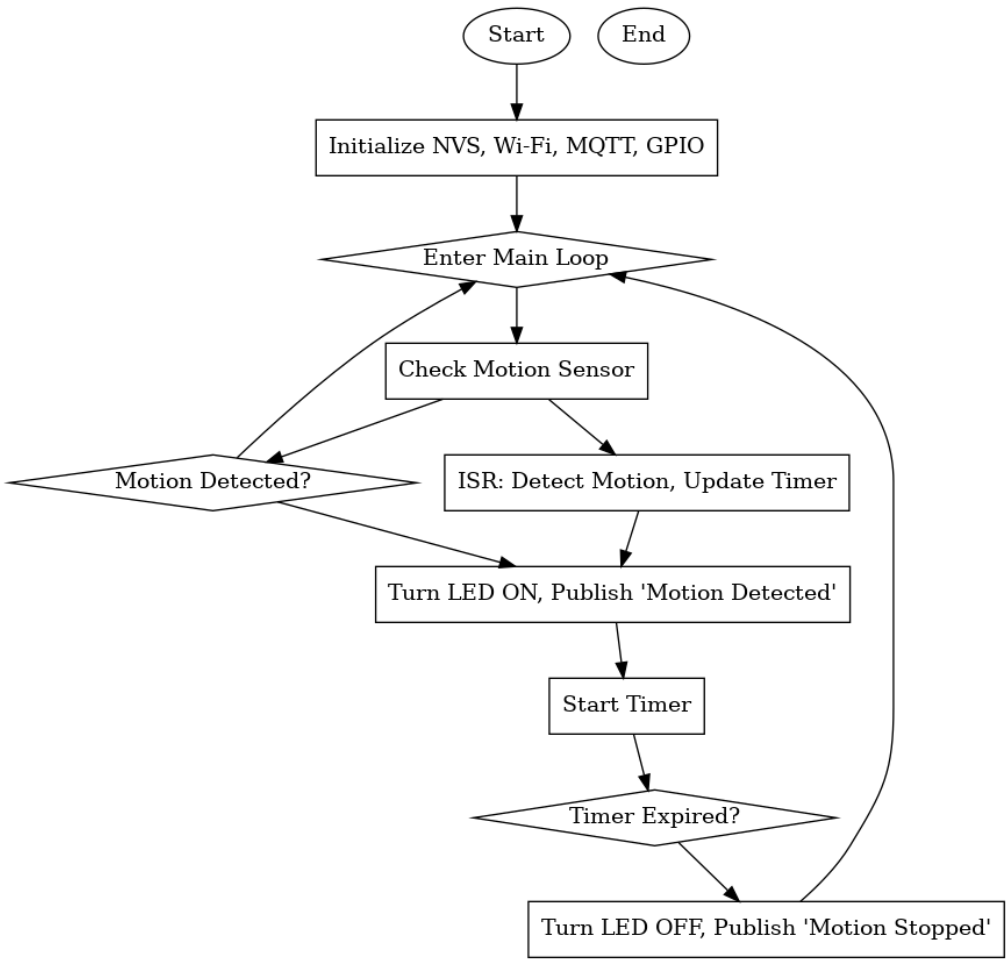 Start
End
Initialize NVS, Wi-Fi, MQTT, GPIO
Enter Main Loop
Check Motion Sensor
Motion Detected?
ISR: Detect Motion, Update Timer
Turn LED ON, Publish 'Motion Detected'
Start Timer
Timer Expired?
Turn LED OFF, Publish 'Motion Stopped'